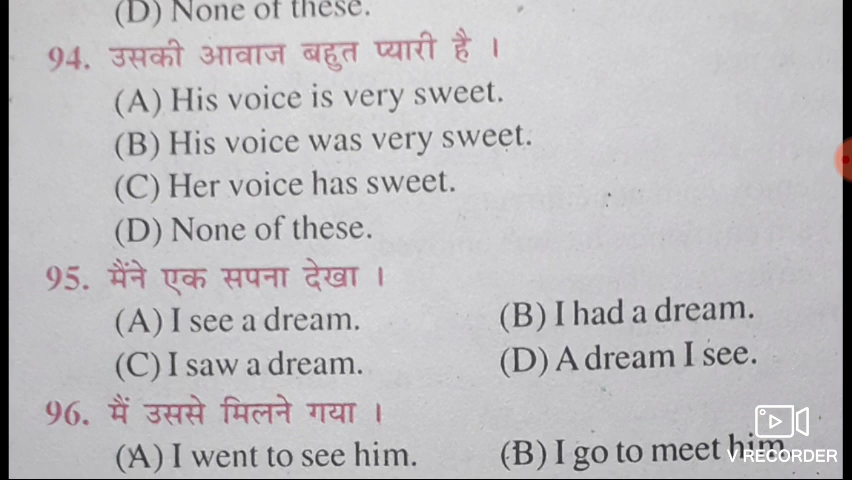 (D) None of these.
94. उसकी आवाज बहुत प्यारी है ।
(A) His voice is very sweet.
(B) His voice was very sweet.
(C) Her voice has sweet.
(D) None of these.
95. मैंने एक सपना देखा ।
(A) I see a dream. (B) I had a dream.
(C) I saw a dream. (D) A dream I see.
96. मैं उससे मिलने गया ।
(A) I went to see him. (B) I go to meet him
V RECORDER